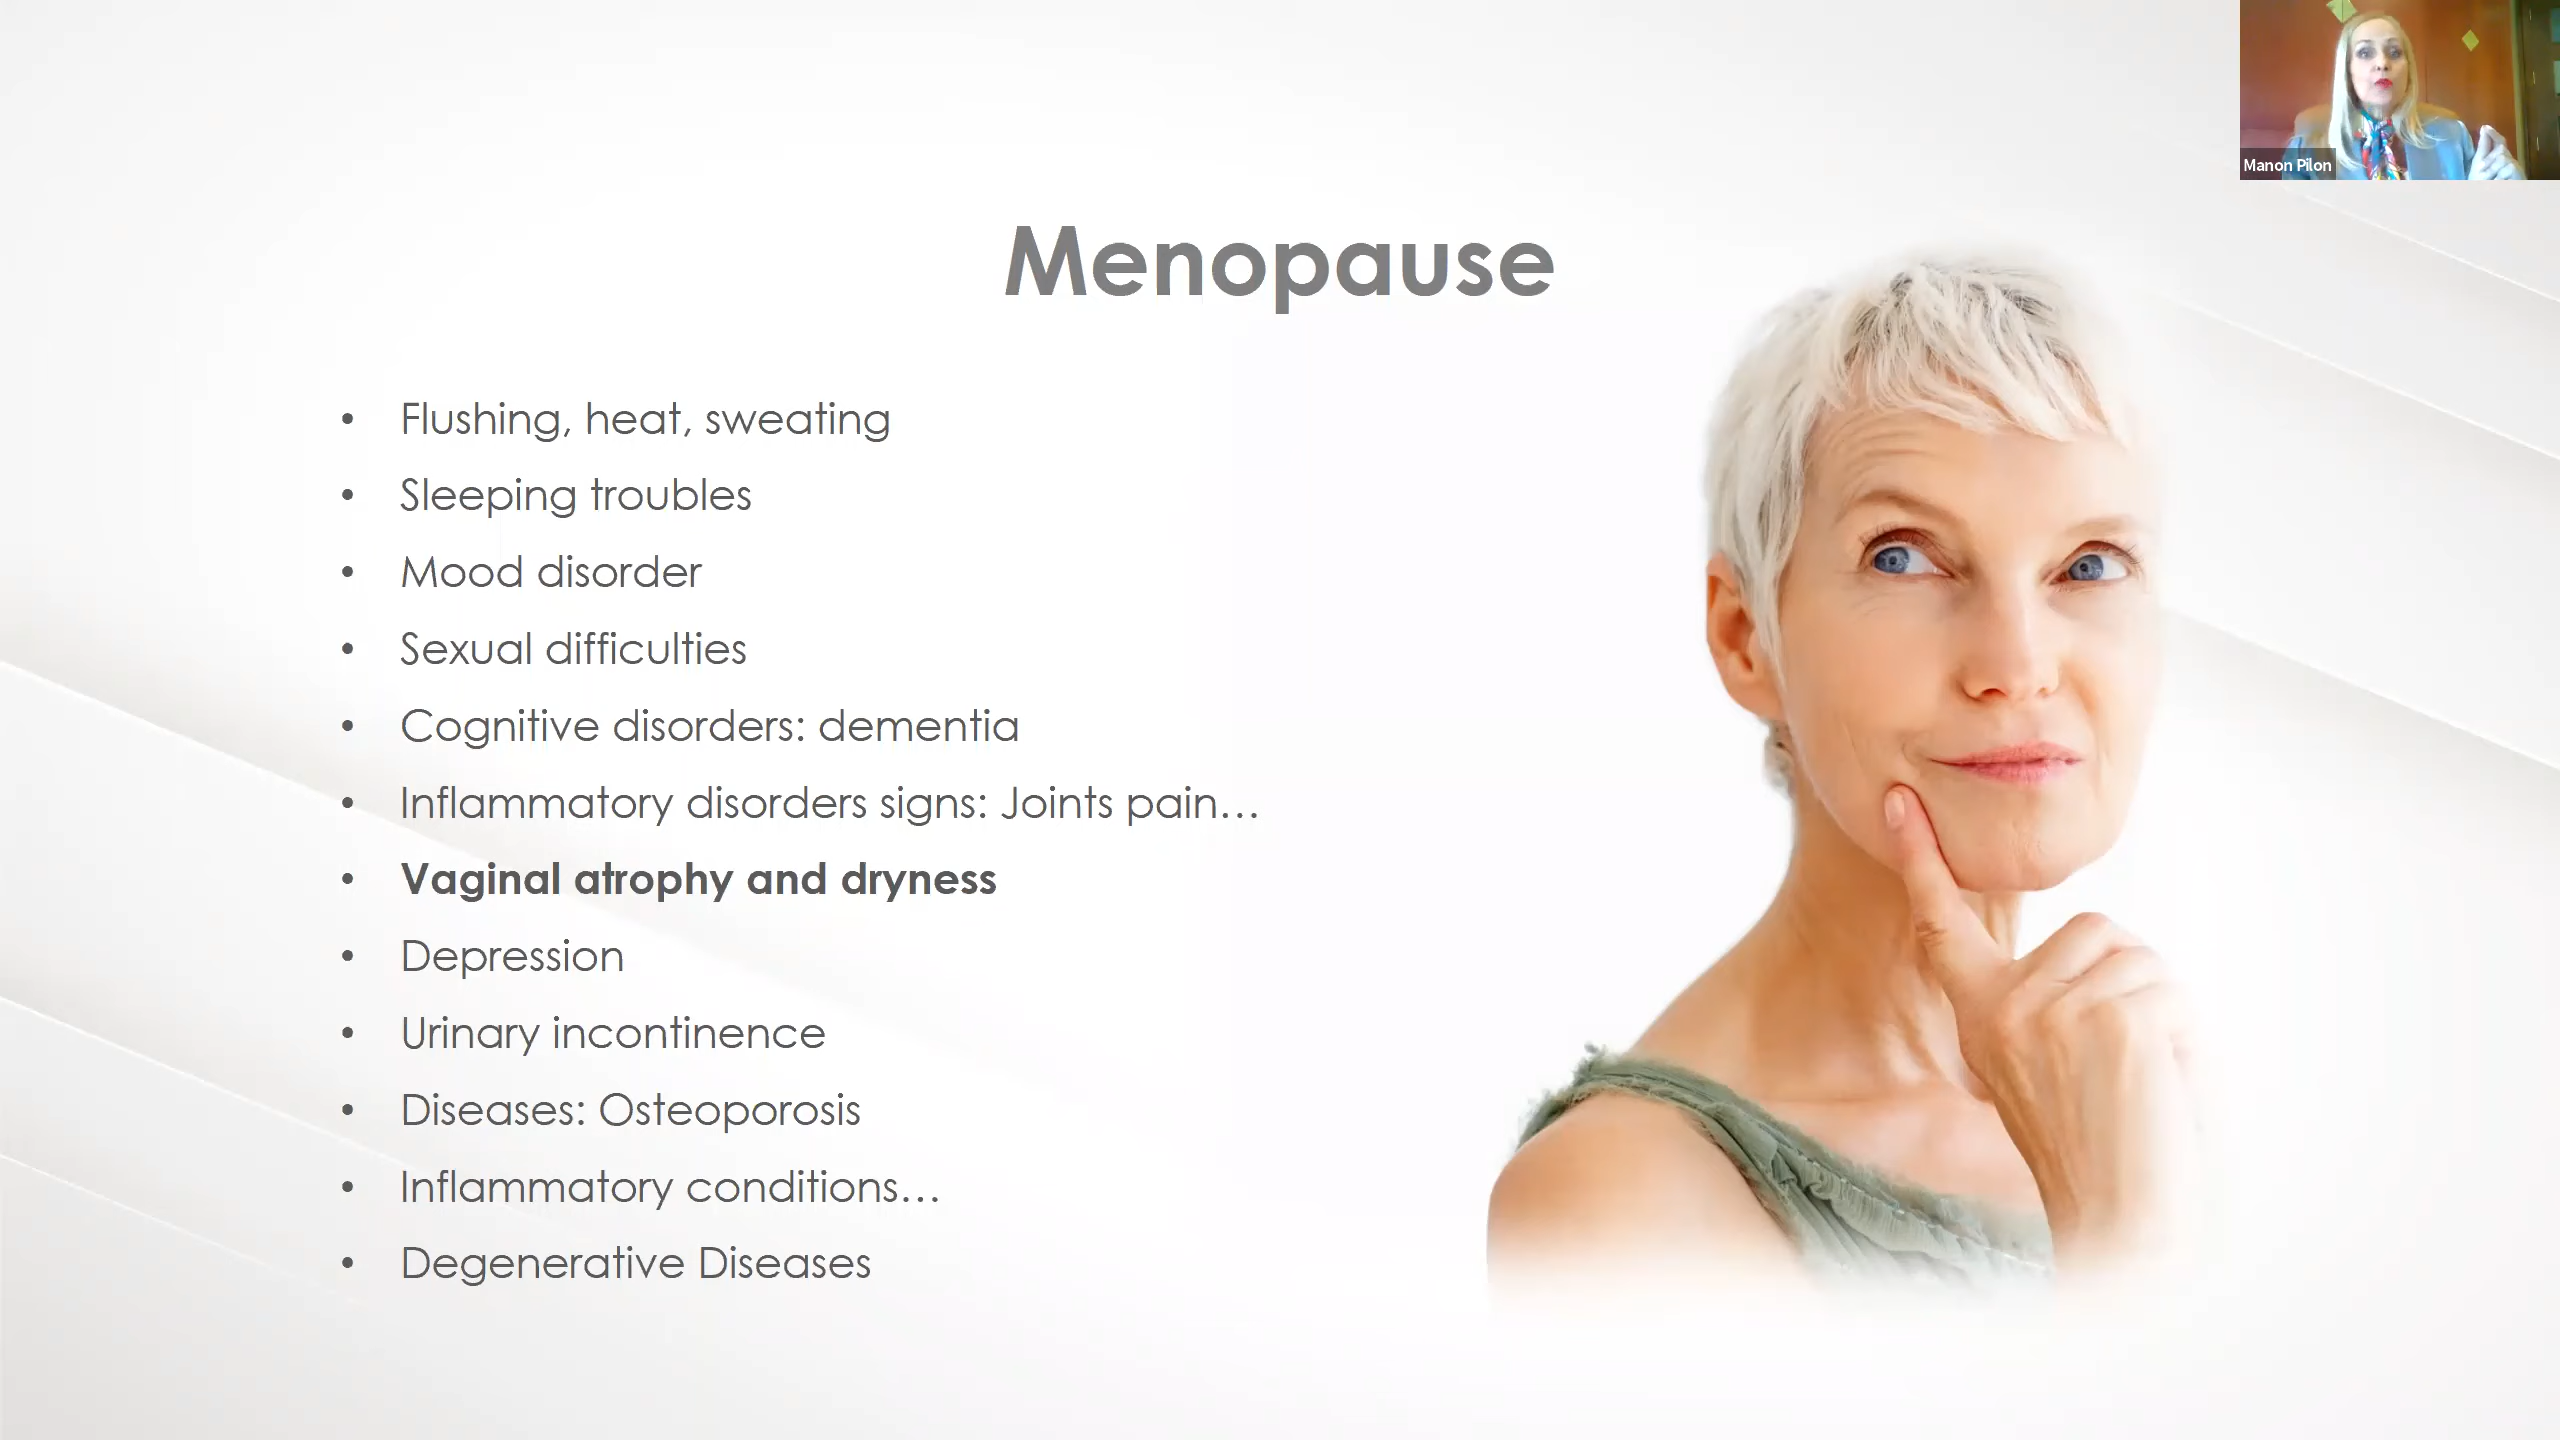 Manon Pilon
Menopause
• Flushing, heat, sweating
• Sleeping troubles
• Mood disorder
• Sexual difficulties
• Cognitive disorders: dementia
• Inflammatory disorders signs: Joints pain…
• Vaginal atrophy and dryness
• Depression
• Urinary incontinence
• Diseases: Osteoporosis
• Inflammatory conditions…
• Degenerative Diseases